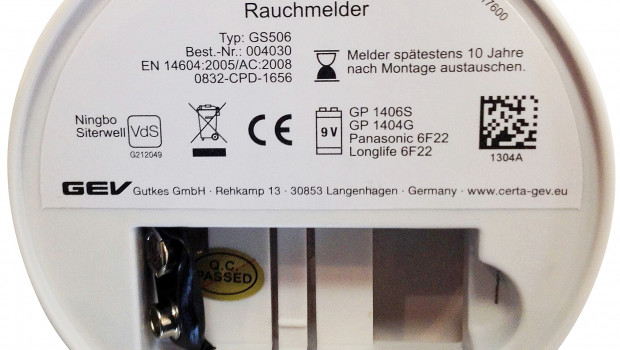 Rauchmelder
17600
Typ: GS506
Best.-Nr.: 004030
EN 14604:2005/AC:2008
0832-CPD-1656
Melder spätestens 10 Jahre
nach Montage austauschen.
Ningbo
Siterwell
VdS
G212049
CE
9 V
GP 1406S
GP 1404G
Panasonic 6F22
Longlife 6F22
1304A
GEV Gutkes GmbH · Rehkamp 13 · 30853 Langenhagen · Germany · www.certa-gev.eu
Q.C.
PASSED